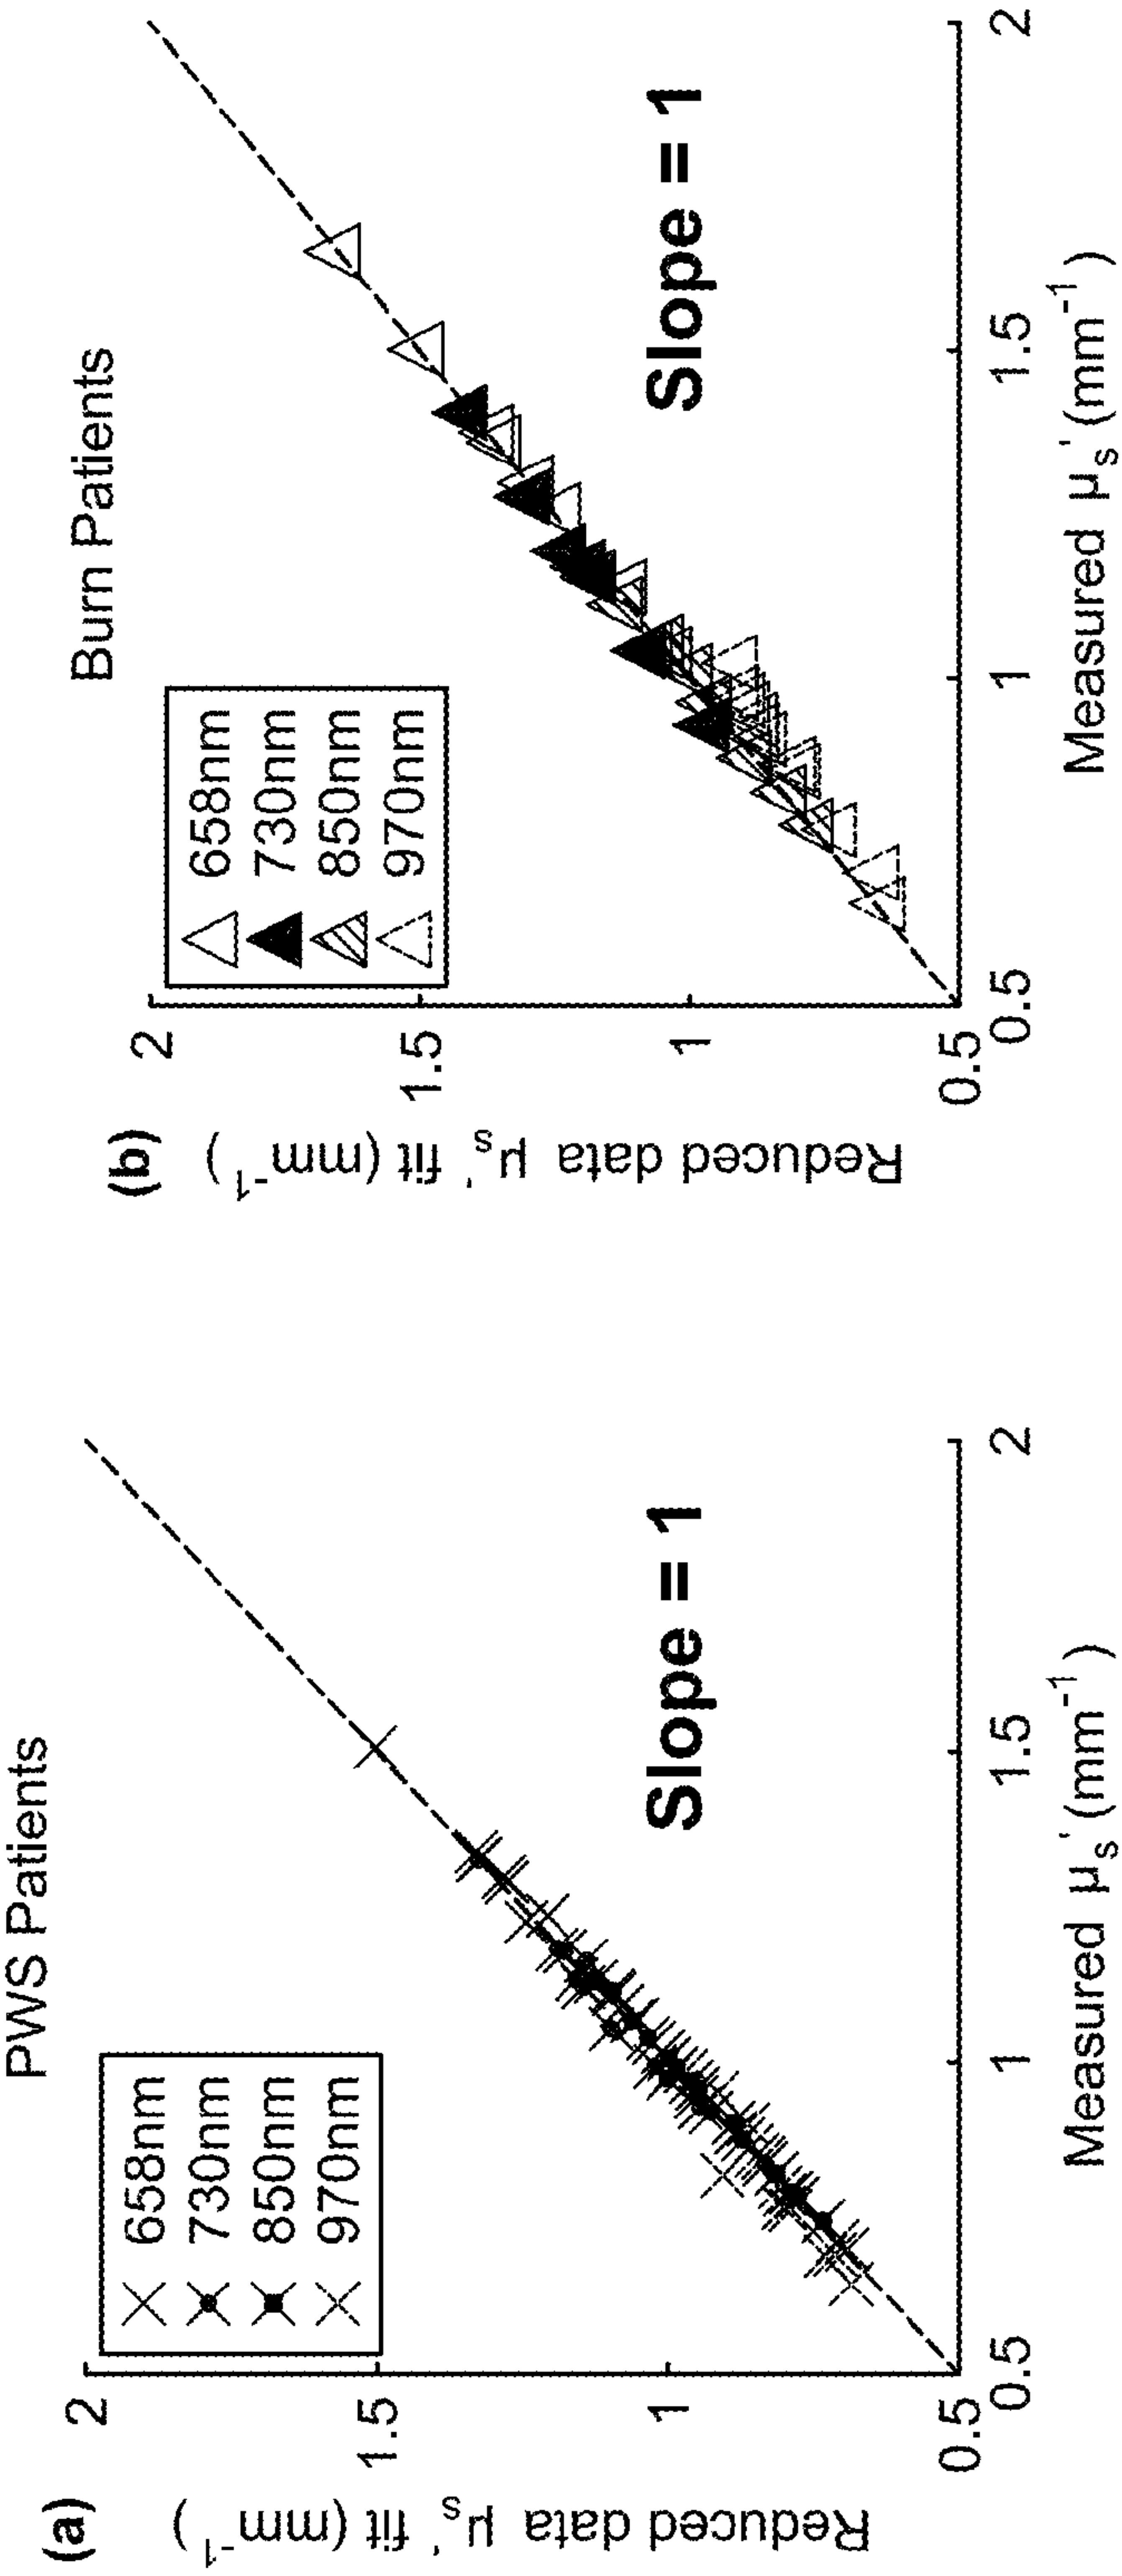 (a)
PWS Patients
Reduced data μs' fit (mm-1)
2
1.5
1
0.5
658nm
730nm
850nm
970nm
Slope = 1
0.5
1
1.5
2
Measured μs' (mm-1)
(b)
Burn Patients
Reduced data μs' fit (mm-1)
2
1.5
1
0.5
658nm
730nm
850nm
970nm
Slope = 1
0.5
1
1.5
2
Measured μs' (mm-1)